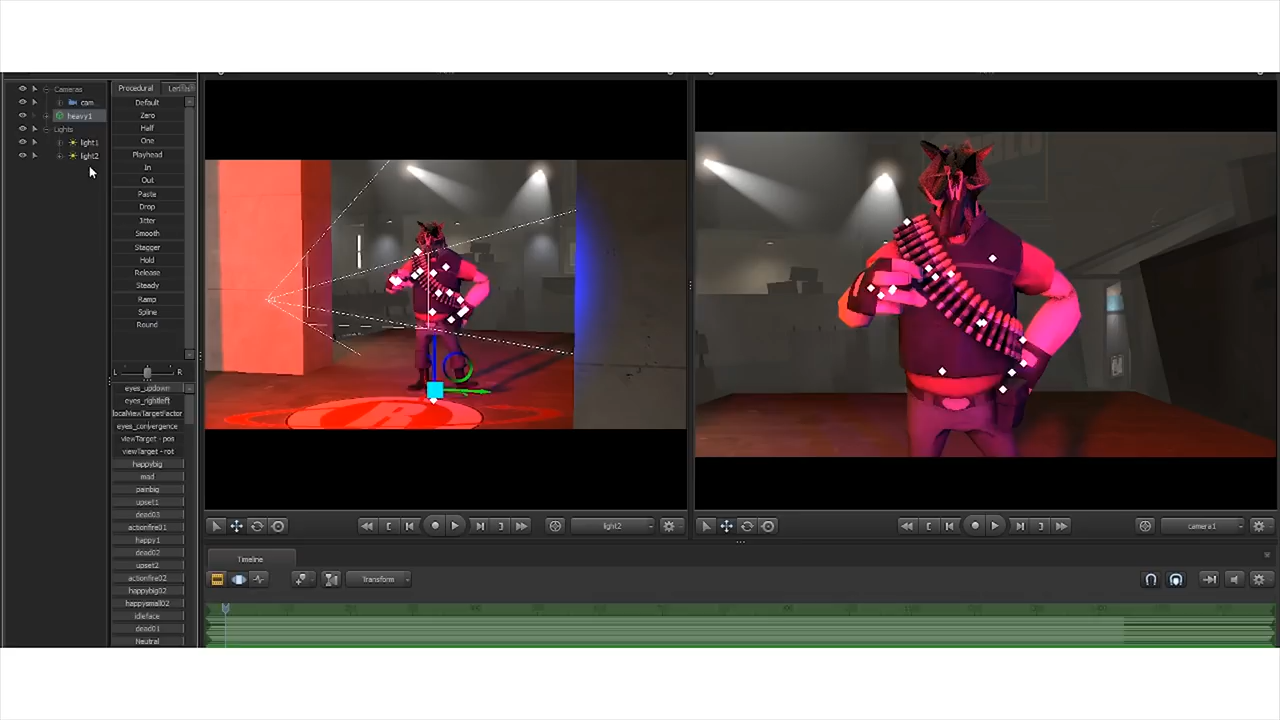 Cameras
cam
heavy1
Lights
light1
light2
Procedural
Default
Zero
Half
One
Playhead
In
Out
Paste
Drop
Jitter
Smooth
Stagger
Hold
Release
Steady
Ramp
Spline
Round
L R
eyes_updown
eyes_rightleft
localViewTargetFactor
eyes_convergence
viewTarget - pos
viewTarget - rot
happybig
mad
painbig
upset1
dead03
actionfire01
happy1
dead02
upset2
actionfire02
happybig02
happysmall02
idleface
dead01
Neutral
R
light2
camera1
Timeline
Transform